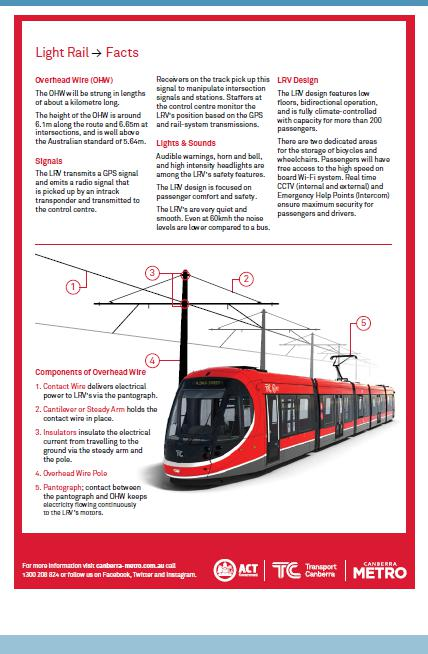 Light Rail → Facts
Overhead Wire (OHW)
The OHW will be strung in lengths
of about a kilometre long.
The height of the OHW is around
6.1m along the route and 6.65m at
intersections, and is well above
the Australian standard of 5.64m.
Signals
The LRV transmits a GPS signal
and emits a radio signal that
is picked up by an intrack
transponder and transmitted to
the control centre.
Receivers on the track pick up this
signal to manipulate intersection
signals and stations. Staffers at
the control centre monitor the
LRV's position based on the GPS
and rail-system transmissions.
Lights & Sounds
Audible warnings, horn and bell,
and high intensity headlights are
among the LRV's safety features.
The LRV design is focused on
passenger comfort and safety.
The LRV's are very quiet and
smooth. Even at 60kmh the noise
levels are lower compared to a bus.
LRV Design
The LRV design features low
floors, bidirectional operation,
and is fully climate-controlled
with capacity for more than 200
passengers.
There are two dedicated areas
for the storage of bicycles and
wheelchairs. Passengers will have
free access to the high speed on
board Wi-Fi system. Real time
CCTV (internal and external) and
Emergency Help Points (Intercom)
ensure maximum security for
passengers and drivers.
1
3
2
5
4
Components of Overhead Wire
1. Contact Wire delivers electrical
power to LRV's via the pantograph.
2. Cantilever or Steady Arm holds the
contact wire in place.
3. Insulators insulate the electrical
current from travelling to the
ground via the steady arm and
the pole.
4. Overhead Wire Pole
5. Pantograph; contact between
the pantograph and OHW keeps
electricity flowing continuously
to the LRV's motors.
For more information visit canberra-metro.com.au call
1300 208 824 or follow us on Facebook, Twitter and Instagram.
ACT
Government
TC
Transport
Canberra
CANBERRA
METRO